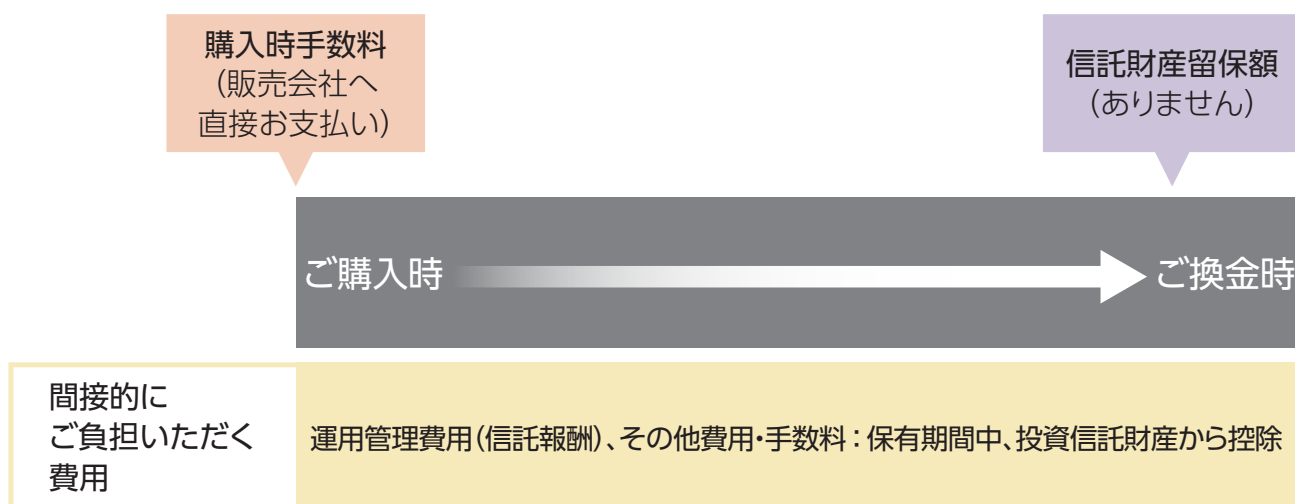 購入時手数料
(販売会社へ
直接お支払い)
信託財産留保額
(ありません)
ご購入時
ご換金時
間接的に
ご負担いただく
費用
運用管理費用(信託報酬)、その他費用・手数料：保有期間中、投資信託財産から控除